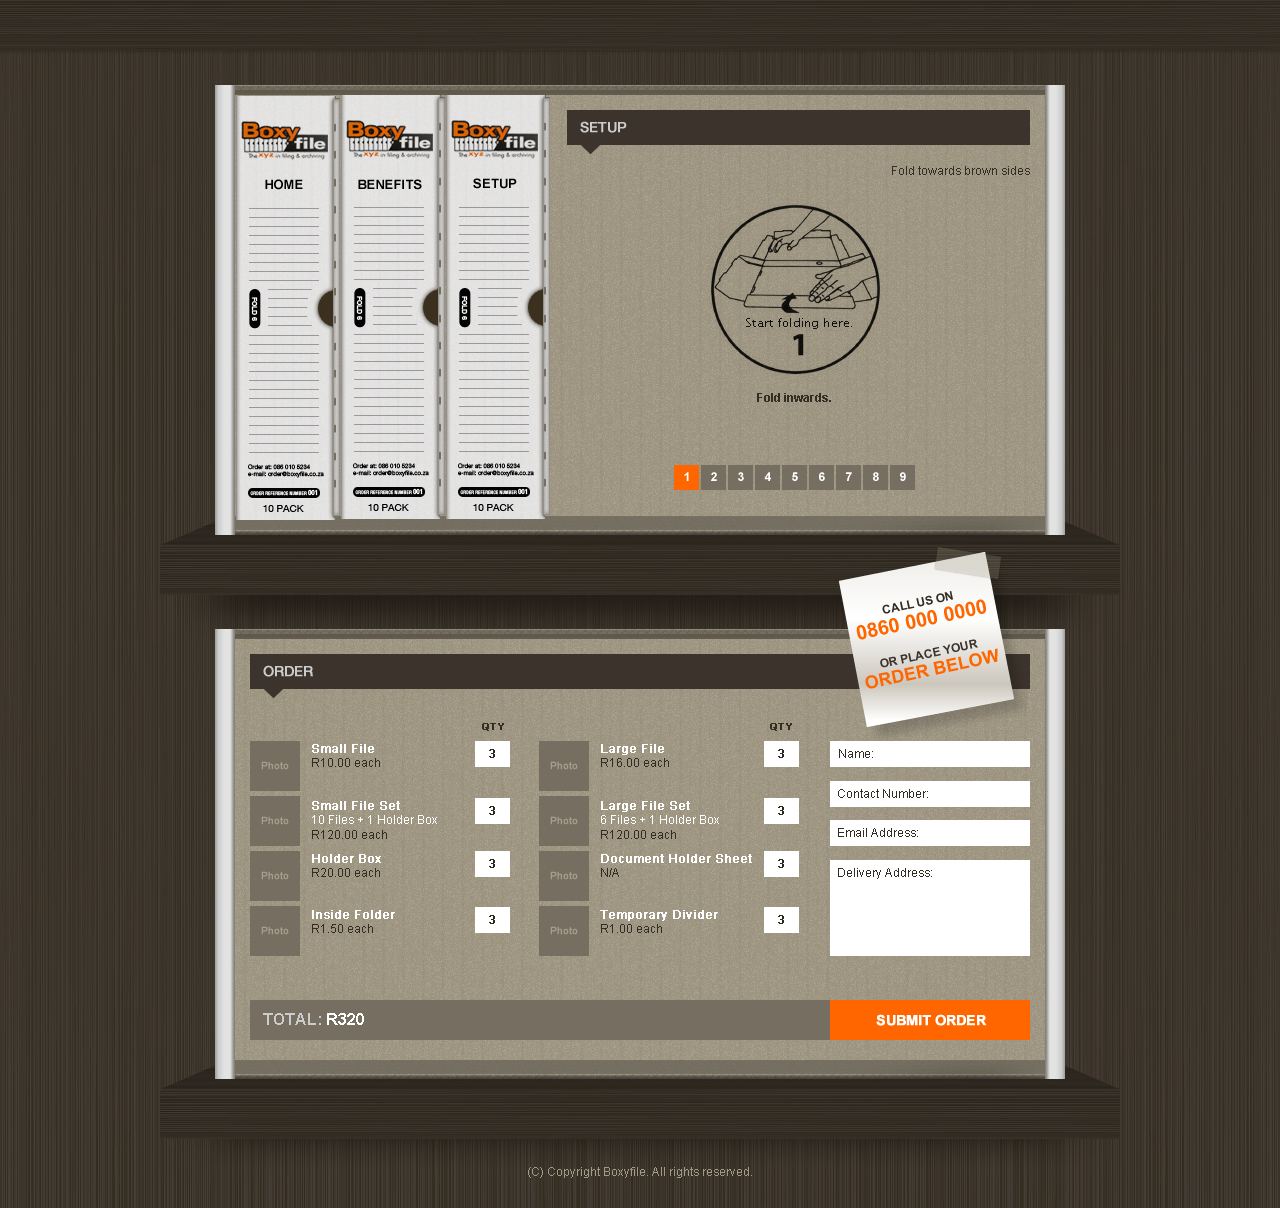 Boxy
file
The xyz in filing & archiving
HOME
FOLD 6
Order at: 086 010 5234
e-mail: order@boxyfile.co.za
ORDER REFERENCE NUMBER 001
10 PACK
Boxy
file
The xyz in filing & archiving
BENEFITS
FOLD 6
Order at: 086 010 5234
e-mail: order@boxyfile.co.za
ORDER REFERENCE NUMBER 001
10 PACK
Boxy
file
The xyz in filing & archiving
SETUP
FOLD 6
Order at: 086 010 5234
e-mail: order@boxyfile.co.za
ORDER REFERENCE NUMBER 001
10 PACK
SETUP
Fold towards brown sides
Start folding here.
1
Fold inwards.
1 2 3 4 5 6 7 8 9
CALL US ON
0860 000 0000
OR PLACE YOUR
ORDER BELOW
ORDER
QTY
Photo
Small File
R10.00 each
3
Photo
Small File Set
10 Files + 1 Holder Box
R120.00 each
3
Photo
Holder Box
R20.00 each
3
Photo
Inside Folder
R1.50 each
3
QTY
Photo
Large File
R16.00 each
3
Photo
Large File Set
6 Files + 1 Holder Box
R120.00 each
3
Photo
Document Holder Sheet
N/A
3
Photo
Temporary Divider
R1.00 each
3
Name:
Contact Number:
Email Address:
Delivery Address:
TOTAL: R320
SUBMIT ORDER
(C) Copyright Boxyfile. All rights reserved.